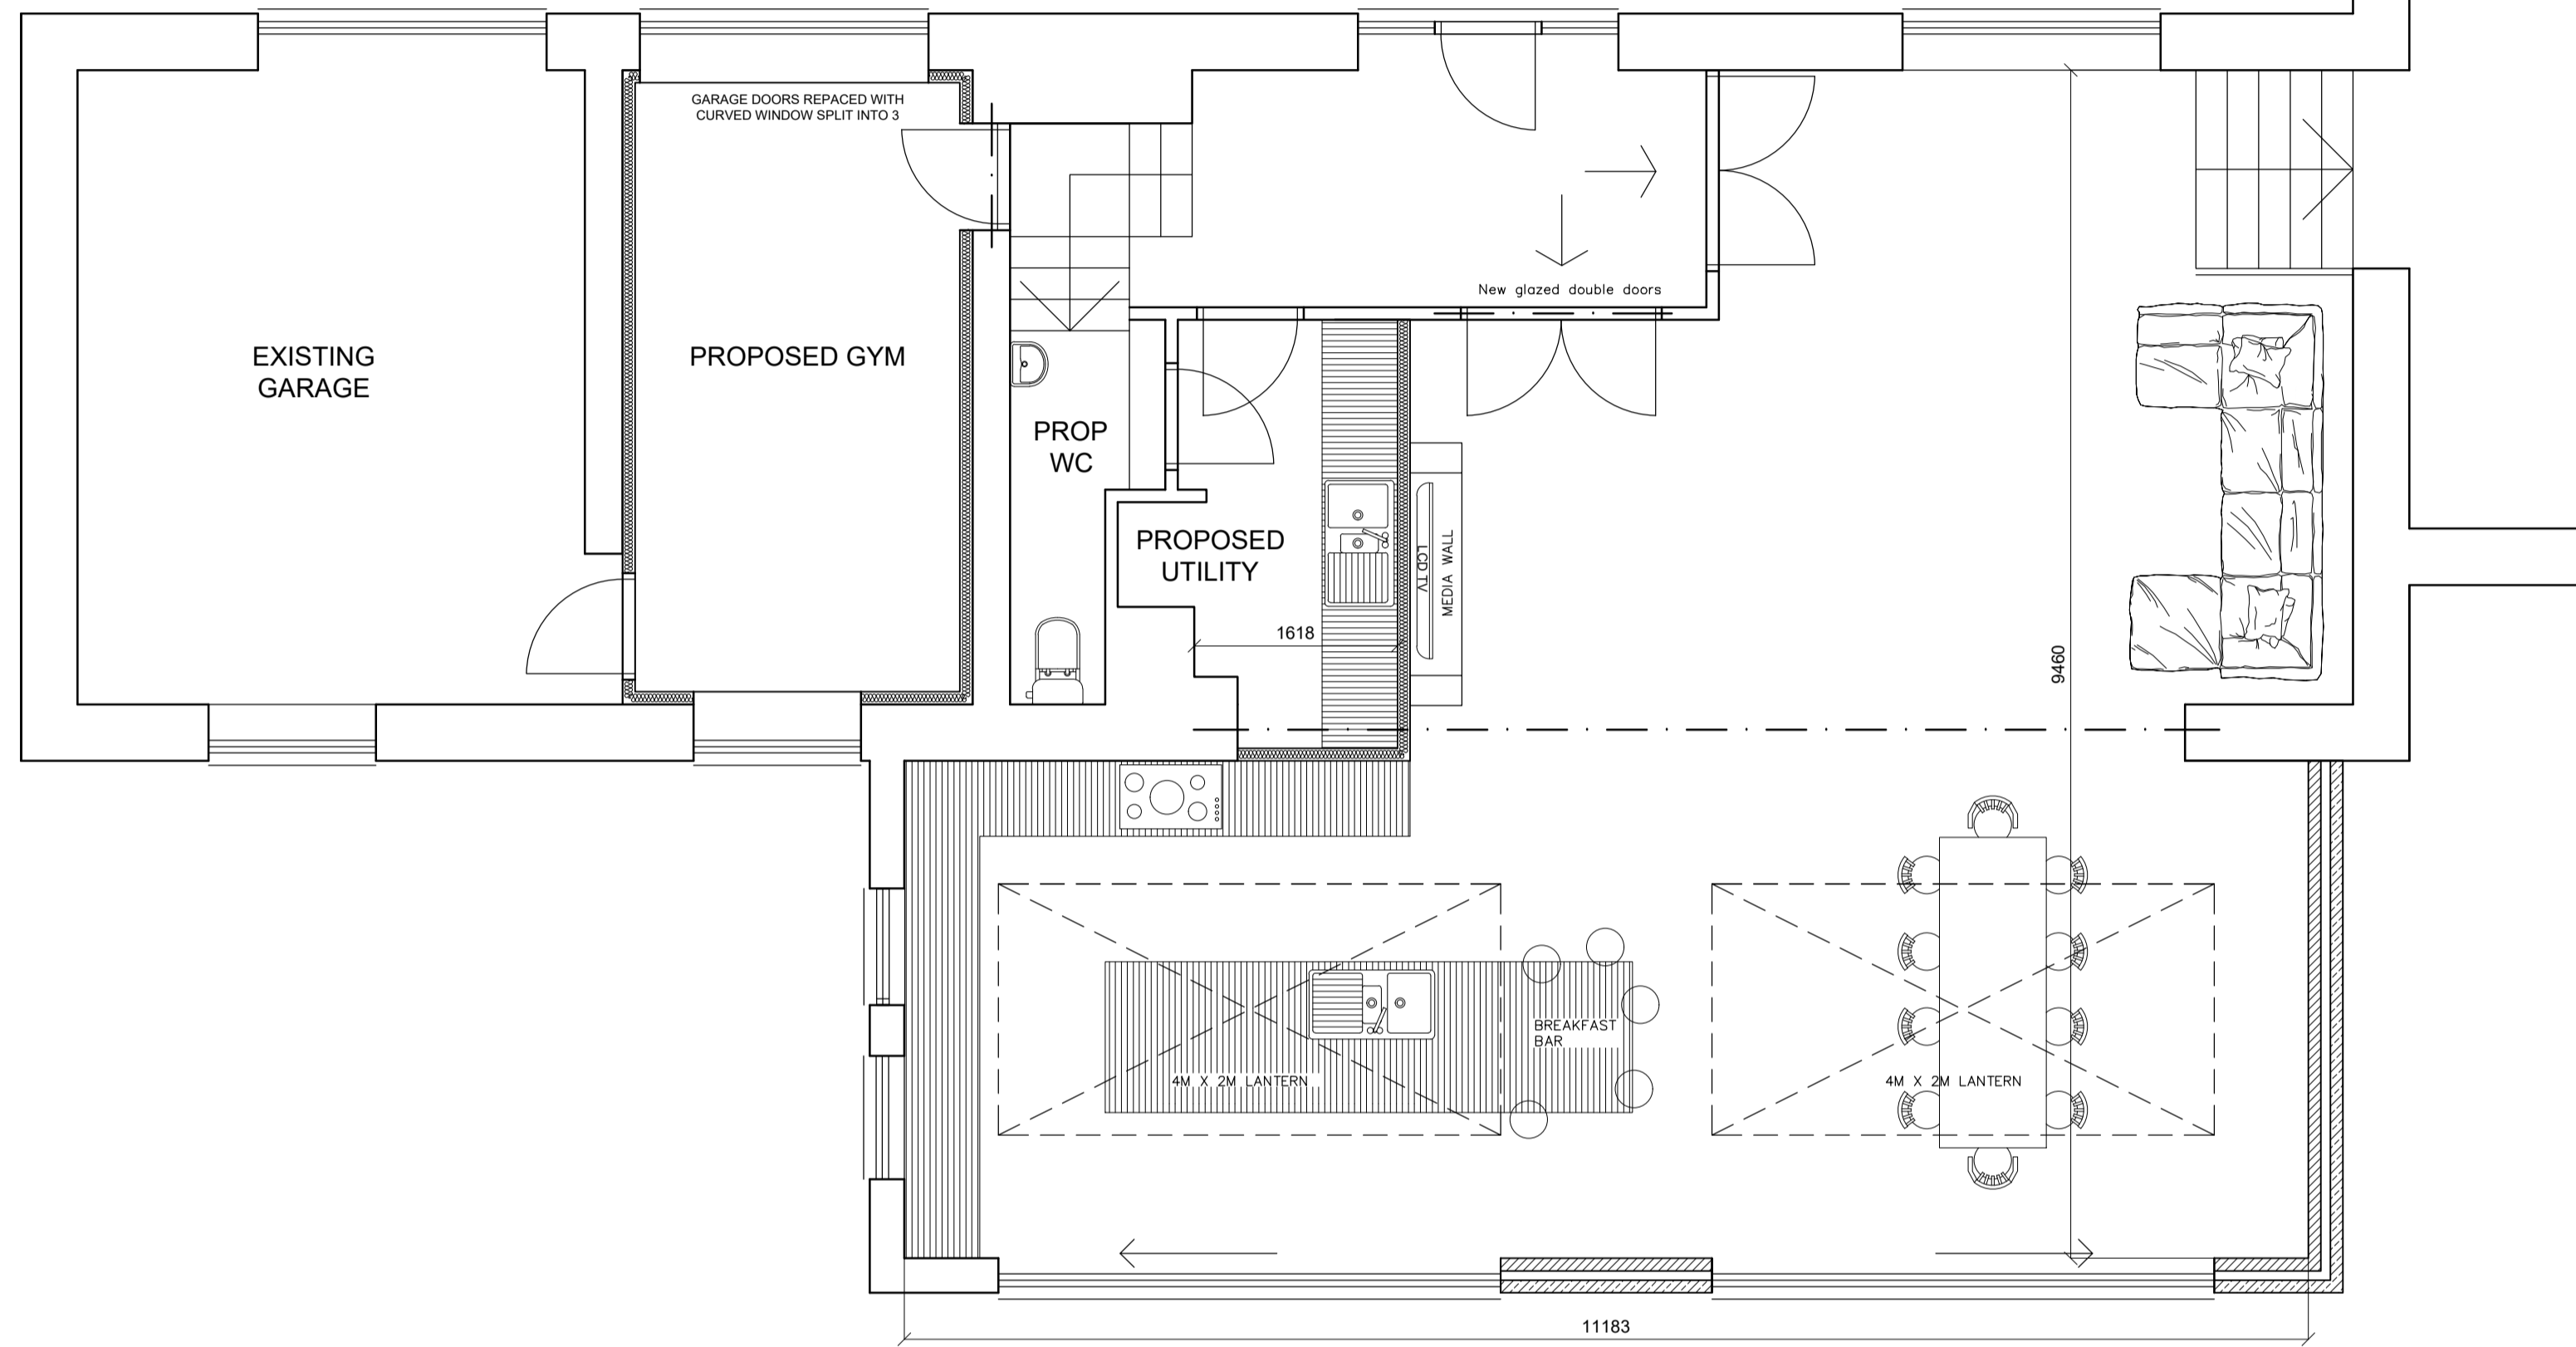 GARAGE DOORS REPACED WITH
CURVED WINDOW SPLIT INTO 3
New glazed double doors
EXISTING
GARAGE
PROPOSED GYM
PROP
WC
PROPOSED
UTILITY
LCD TV
MEDIA WALL
1618
9460
BREAKFAST
BAR
4M X 2M LANTERN
4M X 2M LANTERN
11183